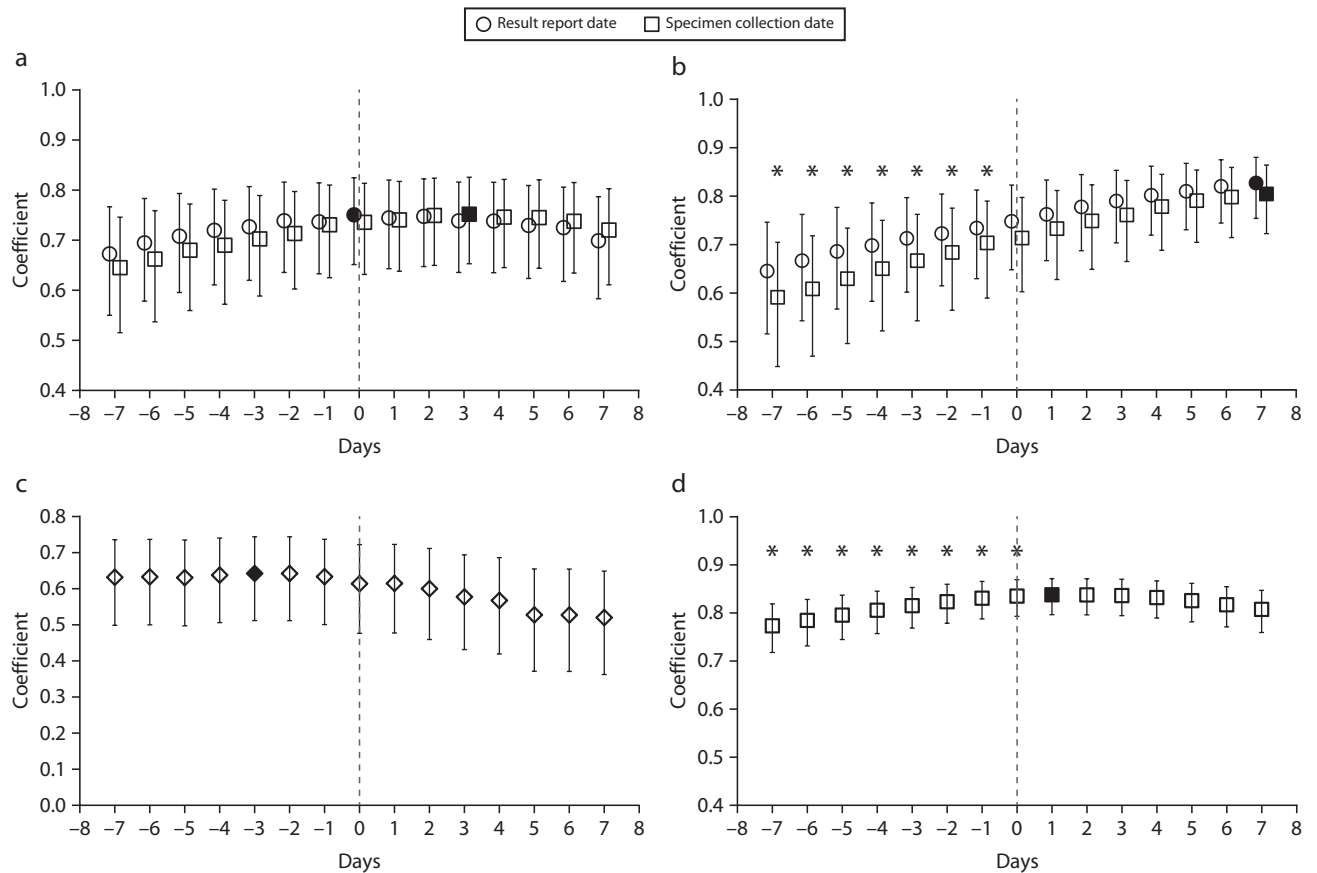 Result report date Specimen collection date
a
1.0
0.9
0.8
0.7
0.6
0.5
0.4
Coefficient
–8 –7 –6 –5 –4 –3 –2 –1 0 1 2 3 4 5 6 7 8
Days
b
1.0
0.9
0.8
0.7
0.6
0.5
0.4
Coefficient
* * * * * * *
–8 –7 –6 –5 –4 –3 –2 –1 0 1 2 3 4 5 6 7 8
Days
c
0.8
0.7
0.6
0.5
0.4
0.3
0.2
0.1
0.0
Coefficient
–8 –7 –6 –5 –4 –3 –2 –1 0 1 2 3 4 5 6 7 8
Days
d
1.0
0.9
0.8
0.7
0.6
0.5
0.4
Coefficient
* * * * * * * *
–8 –7 –6 –5 –4 –3 –2 –1 0 1 2 3 4 5 6 7 8
Days